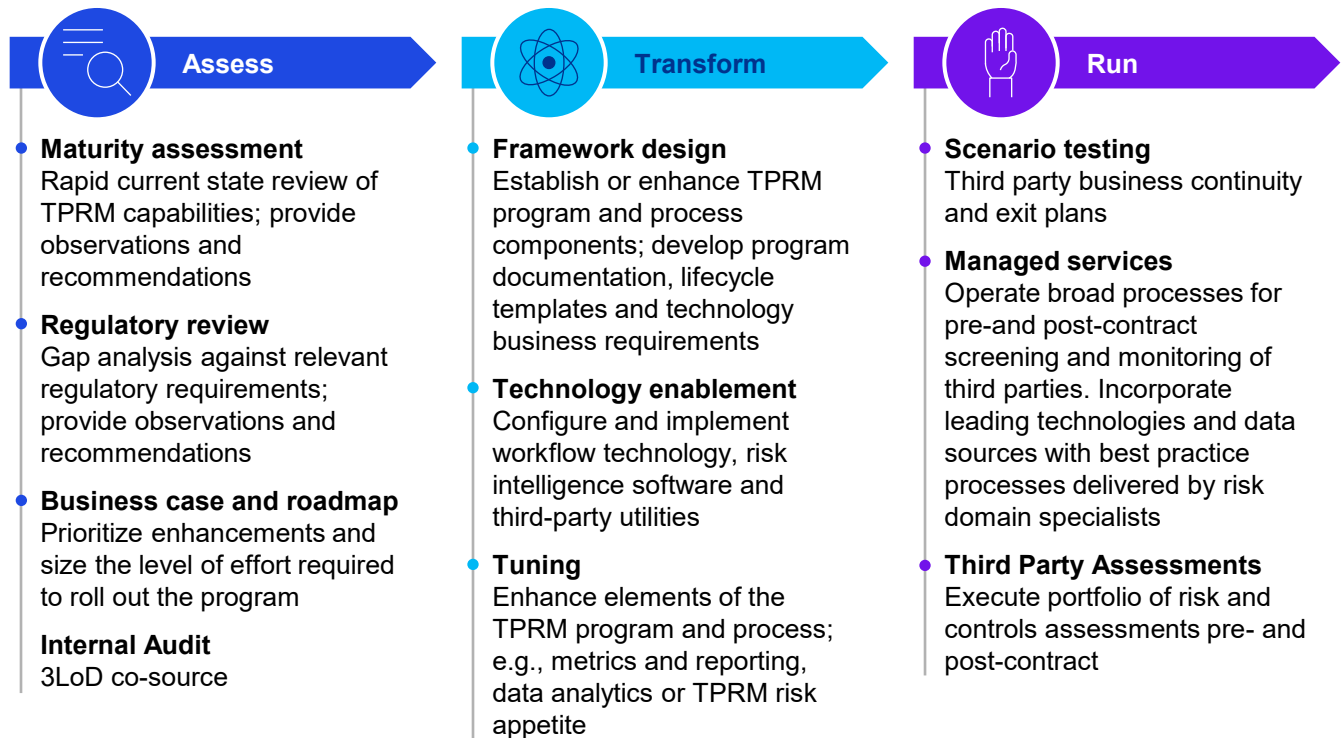 Assess
Maturity assessment
Rapid current state review of
TPRM capabilities; provide
observations and
recommendations
Regulatory review
Gap analysis against relevant
regulatory requirements;
provide observations and
recommendations
Business case and roadmap
Prioritize enhancements and
size the level of effort required
to roll out the program
Internal Audit
3LoD co-source
Transform
Framework design
Establish or enhance TPRM
program and process
components; develop program
documentation, lifecycle
templates and technology
business requirements
Technology enablement
Configure and implement
workflow technology, risk
intelligence software and
third-party utilities
Tuning
Enhance elements of the
TPRM program and process;
e.g., metrics and reporting,
data analytics or TPRM risk
appetite
Run
Scenario testing
Third party business continuity
and exit plans
Managed services
Operate broad processes for
pre-and post-contract
screening and monitoring of
third parties. Incorporate
leading technologies and data
sources with best practice
processes delivered by risk
domain specialists
Third Party Assessments
Execute portfolio of risk and
controls assessments pre- and
post-contract